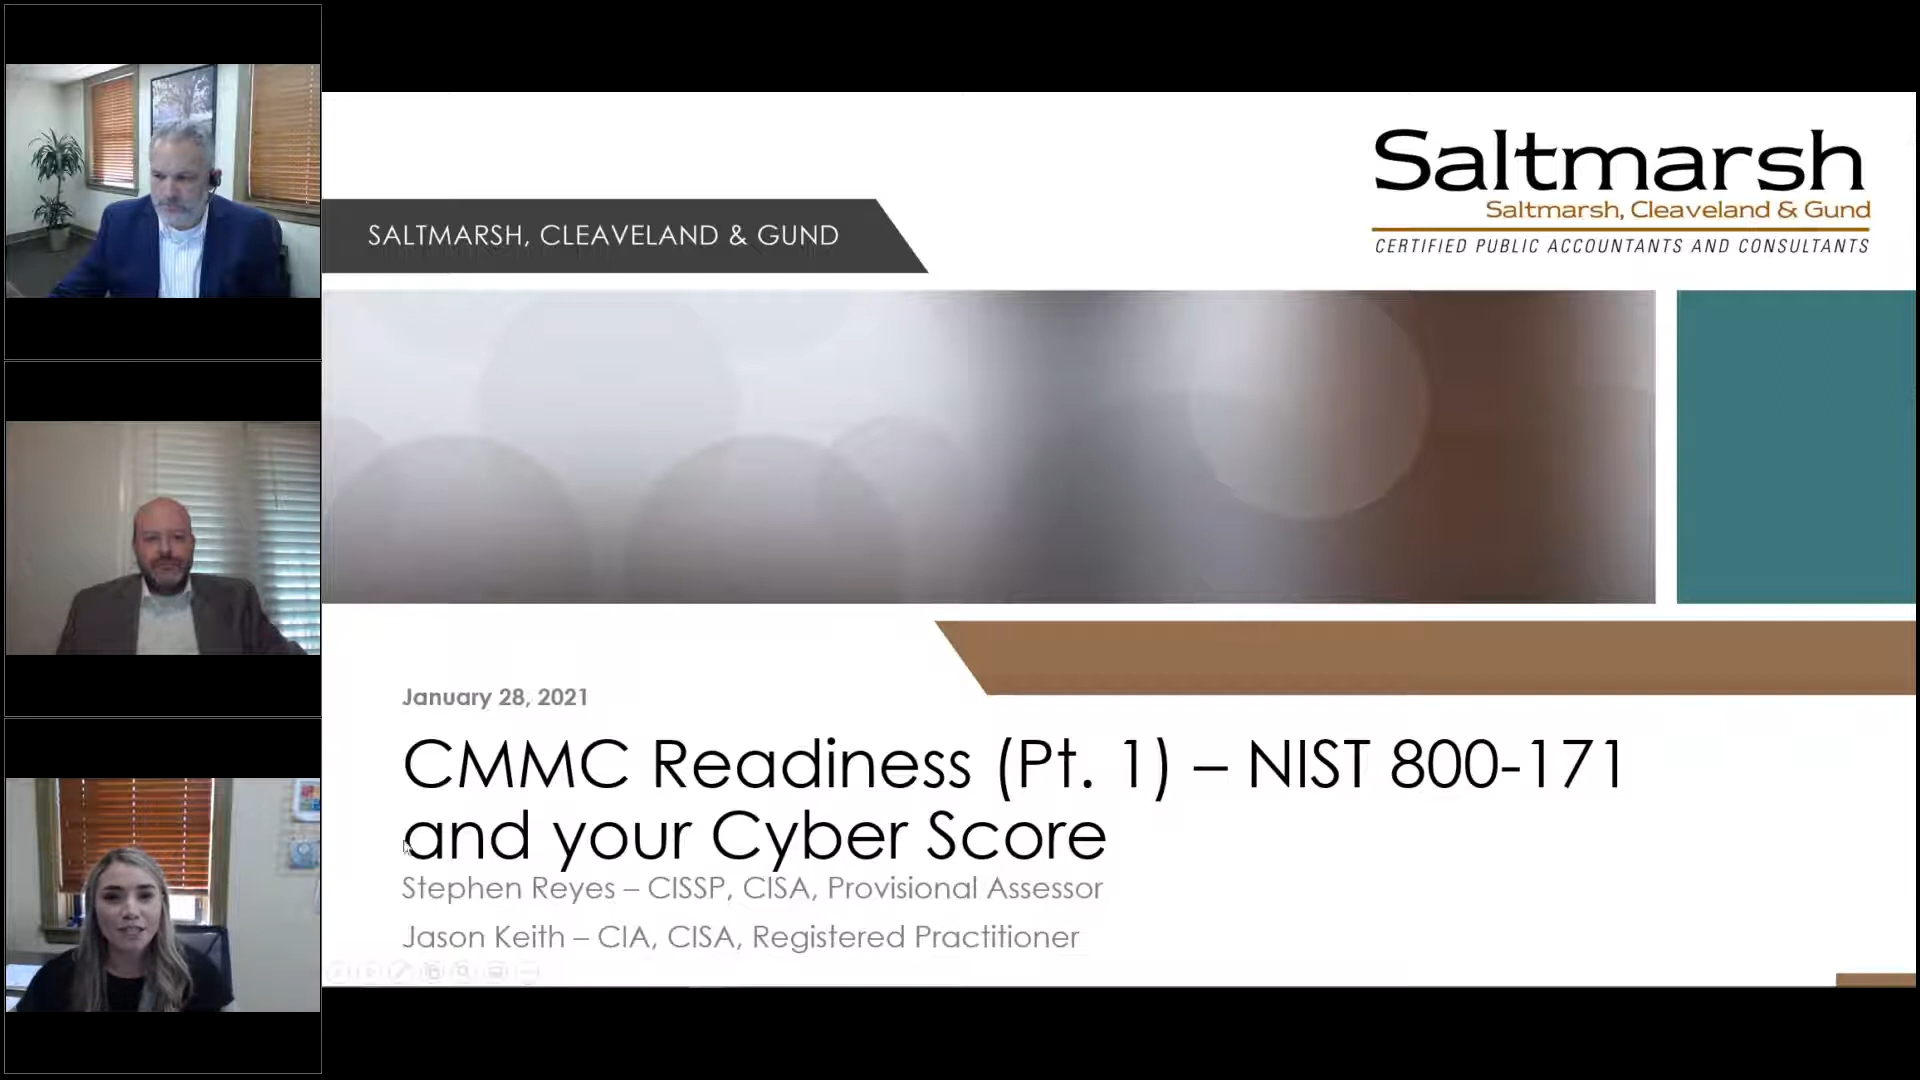 Saltmarsh
Saltmarsh, Cleaveland & Gund
CERTIFIED PUBLIC ACCOUNTANTS AND CONSULTANTS
SALTMARSH, CLEAVELAND & GUND
January 28, 2021
CMMC Readiness (Pt. 1) – NIST 800-171
and your Cyber Score
Stephen Reyes – CISSP, CISA, Provisional Assessor
Jason Keith – CIA, CISA, Registered Practitioner